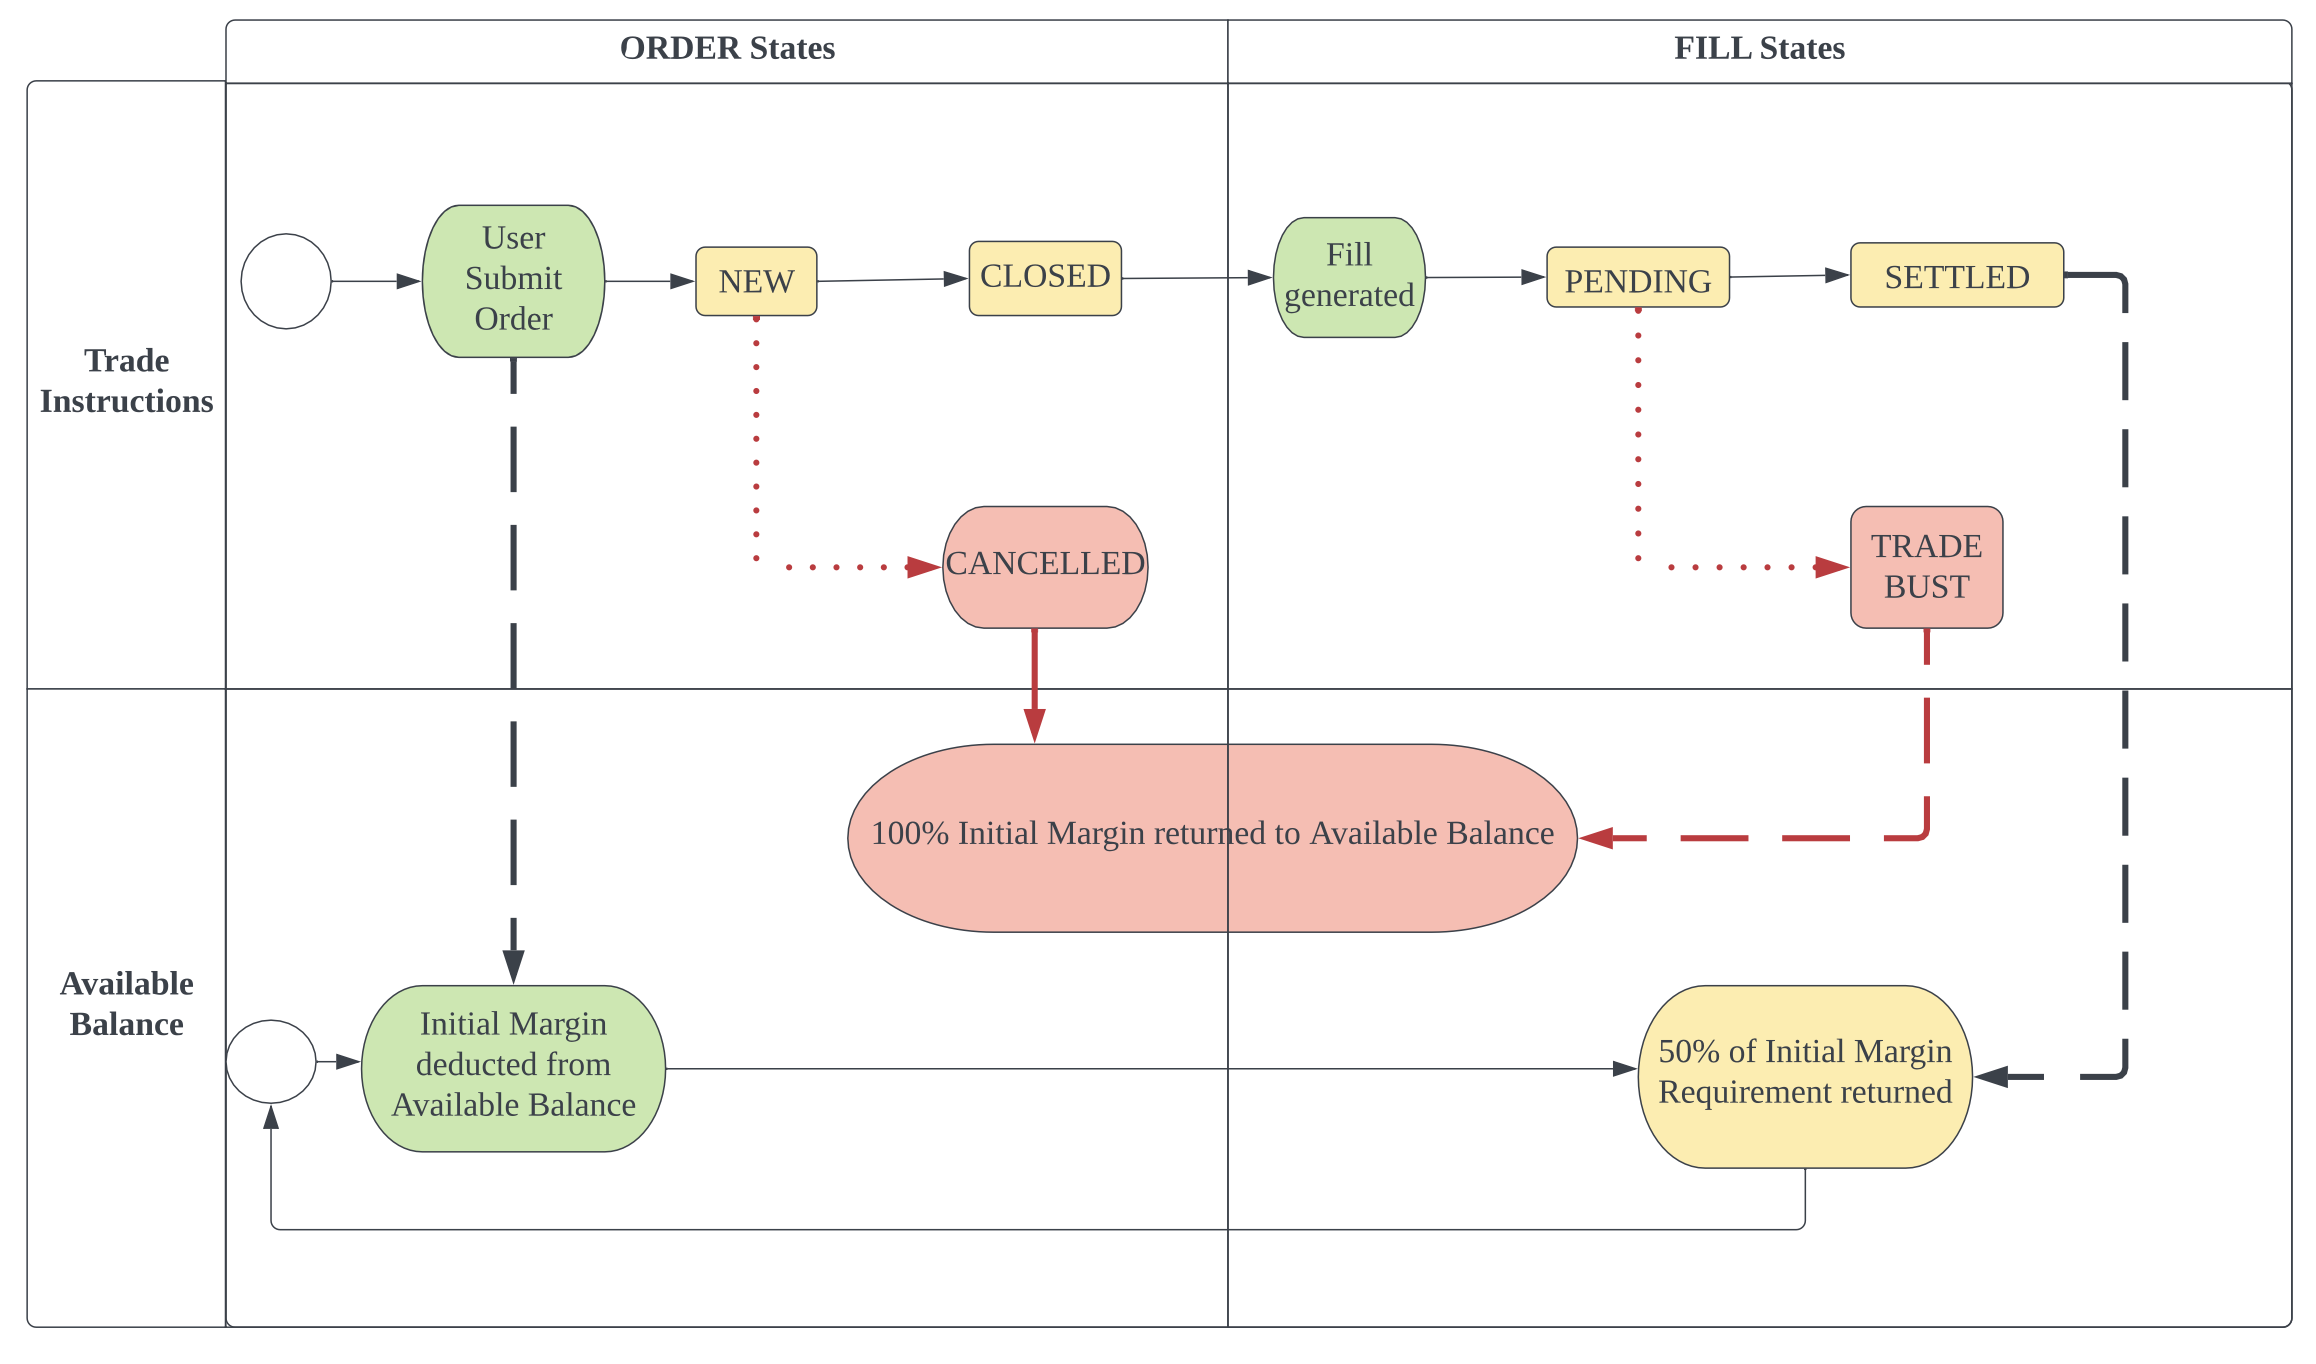 ORDER States
FILL States
Trade
Instructions
User
Submit
Order
NEW
CLOSED
Fill
generated
PENDING
SETTLED
CANCELLED
TRADE
BUST
100% Initial Margin returned to Available Balance
Available
Balance
Initial Margin
deducted from
Available Balance
50% of Initial Margin
Requirement returned